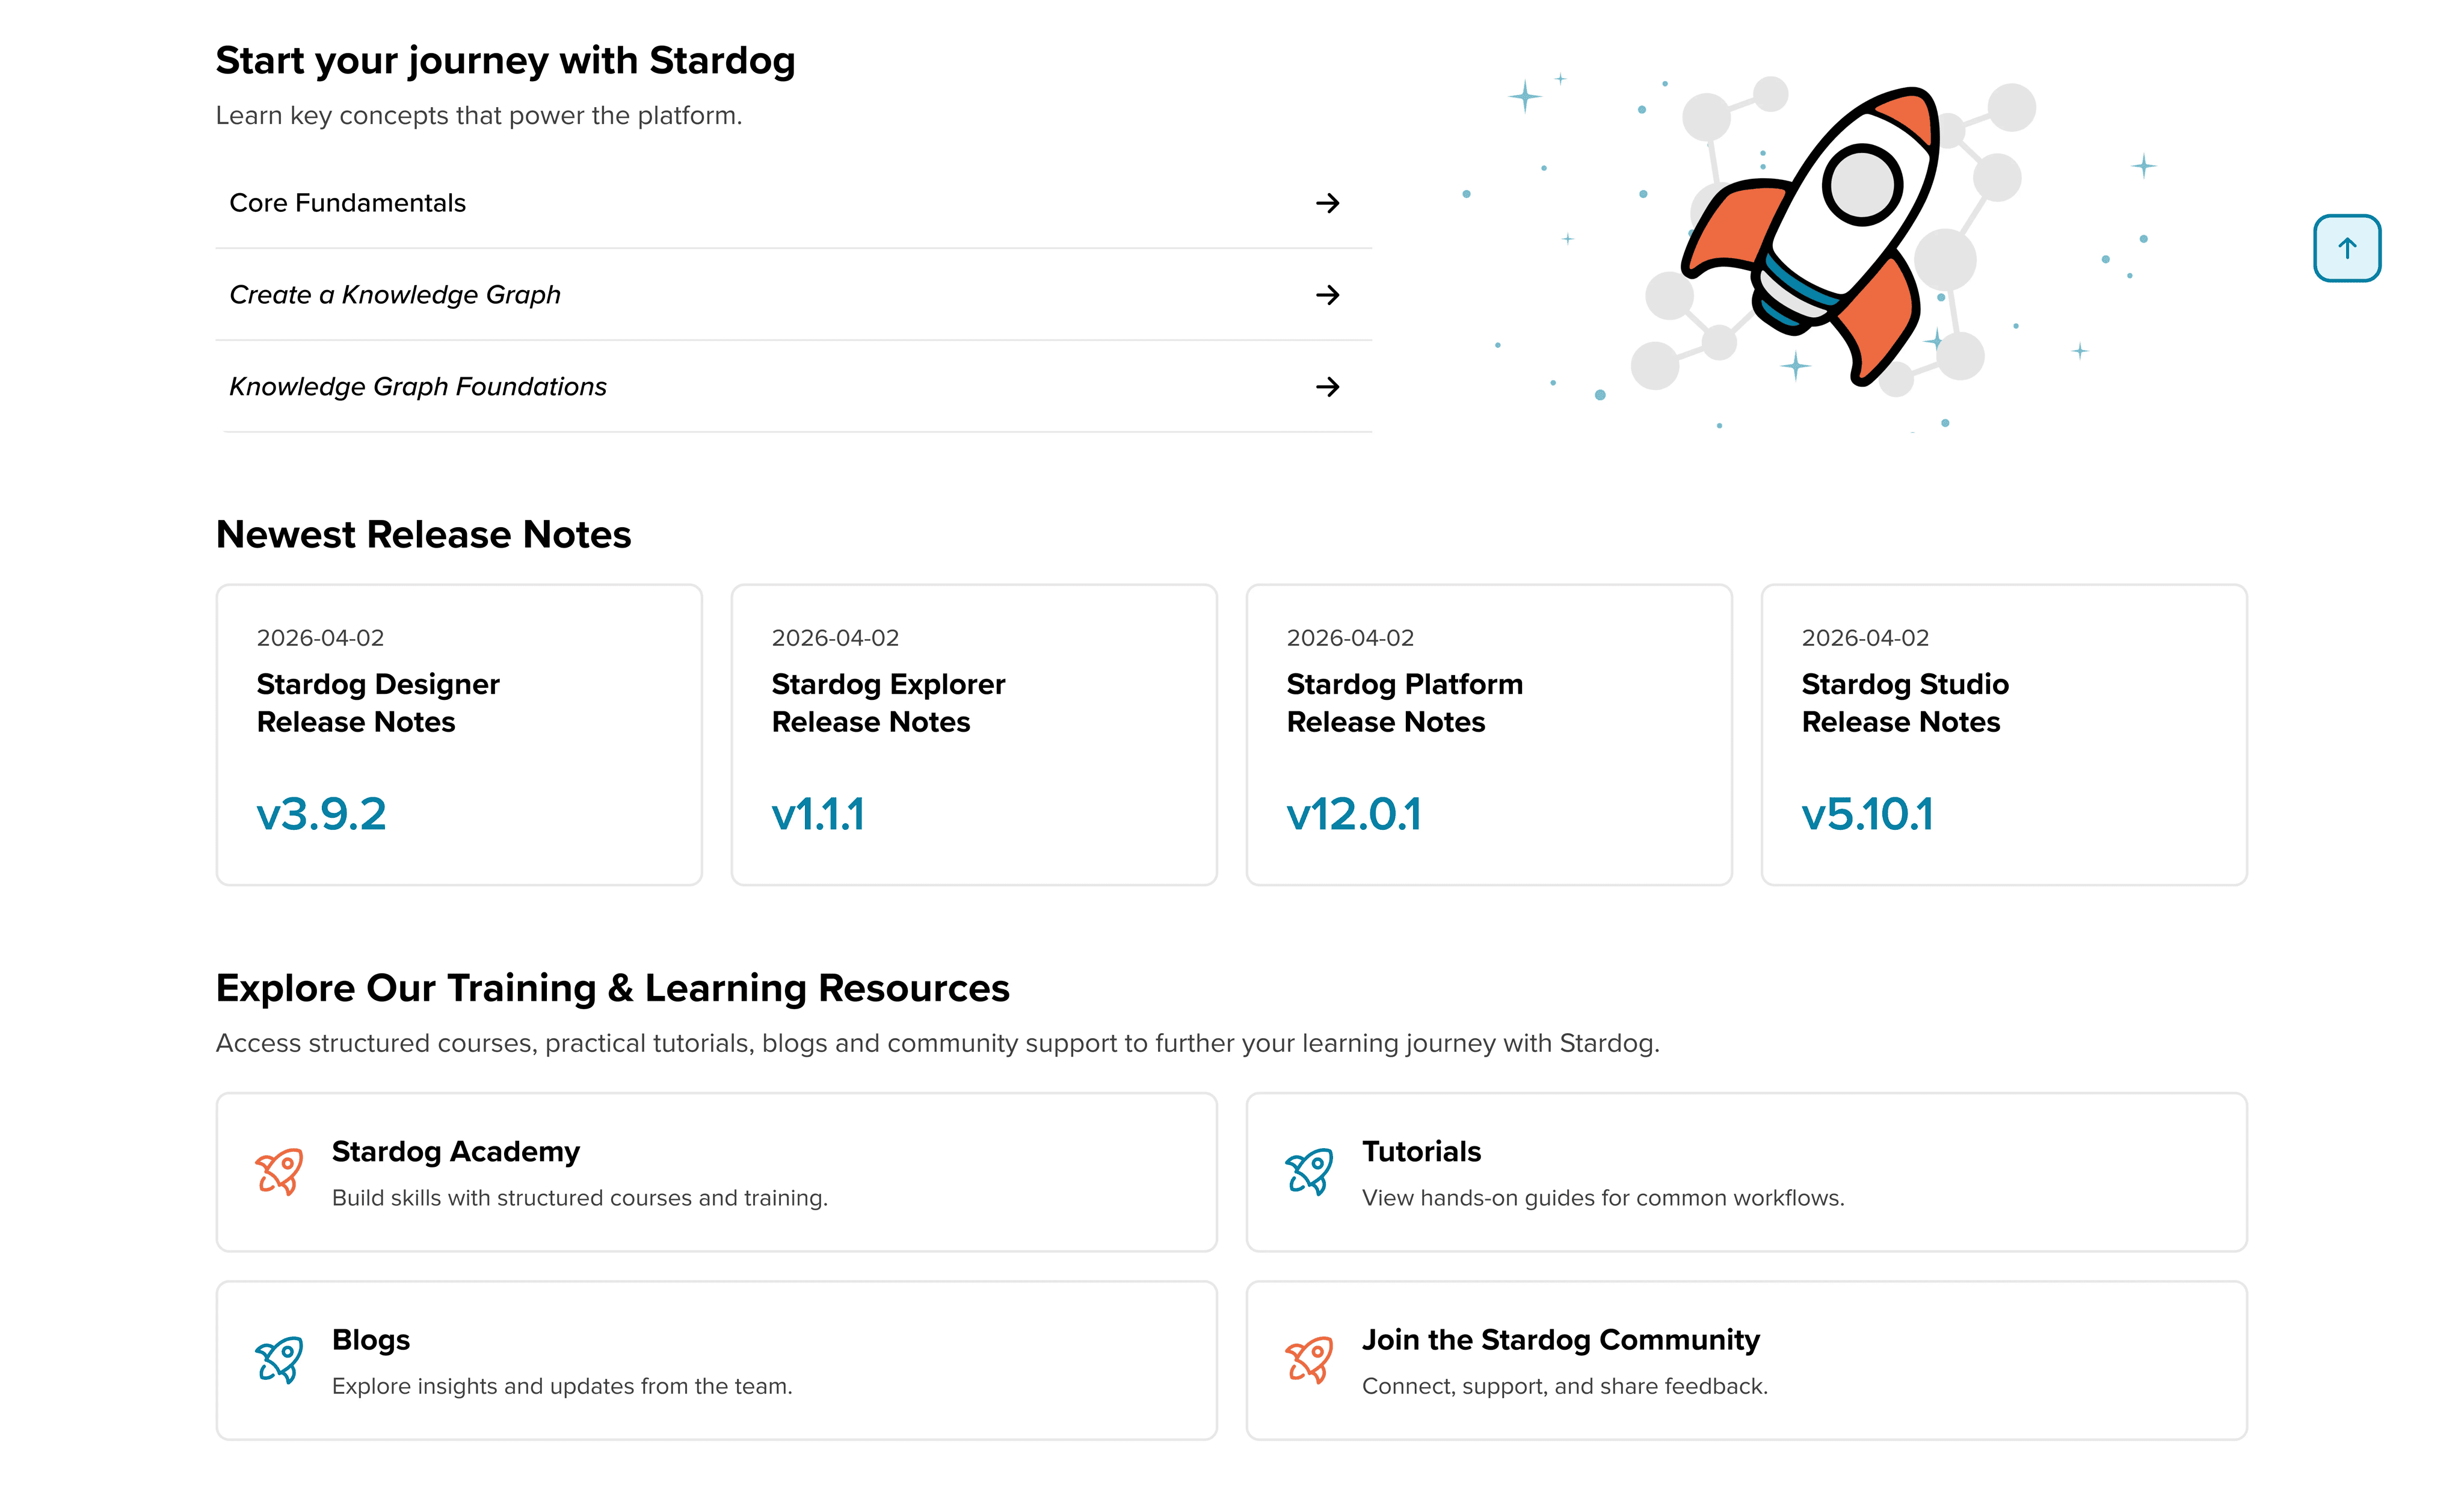 Start your journey with Stardog
Learn key concepts that power the platform.
Core Fundamentals
Create a Knowledge Graph
Knowledge Graph Foundations
Newest Release Notes
2026-04-02
Stardog Designer
Release Notes
v3.9.2
2026-04-02
Stardog Explorer
Release Notes
v1.1.1
2026-04-02
Stardog Platform
Release Notes
v12.0.1
2026-04-02
Stardog Studio
Release Notes
v5.10.1
Explore Our Training & Learning Resources
Access structured courses, practical tutorials, blogs and community support to further your learning journey with Stardog.
Stardog Academy
Build skills with structured courses and training.
Tutorials
View hands-on guides for common workflows.
Blogs
Explore insights and updates from the team.
Join the Stardog Community
Connect, support, and share feedback.